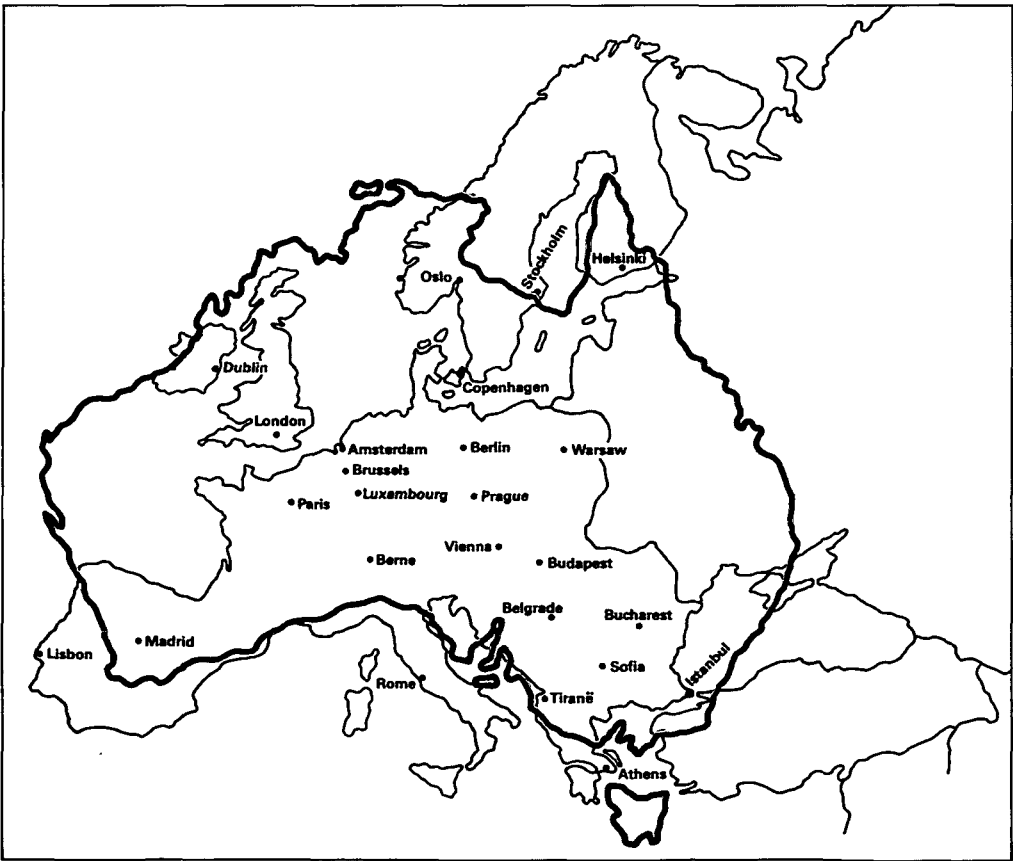 Stockholm
Helsinki
Oslo
Dublin
Copenhagen
London
Amsterdam
Berlin
Warsaw
Brussels
Luxambourg
Prague
Paris
Vienna
Berne
Budapest
Belgrade
Bucharest
Madrid
Lisbon
Sofia
Istanbul
Rome
Tiranë
Athens